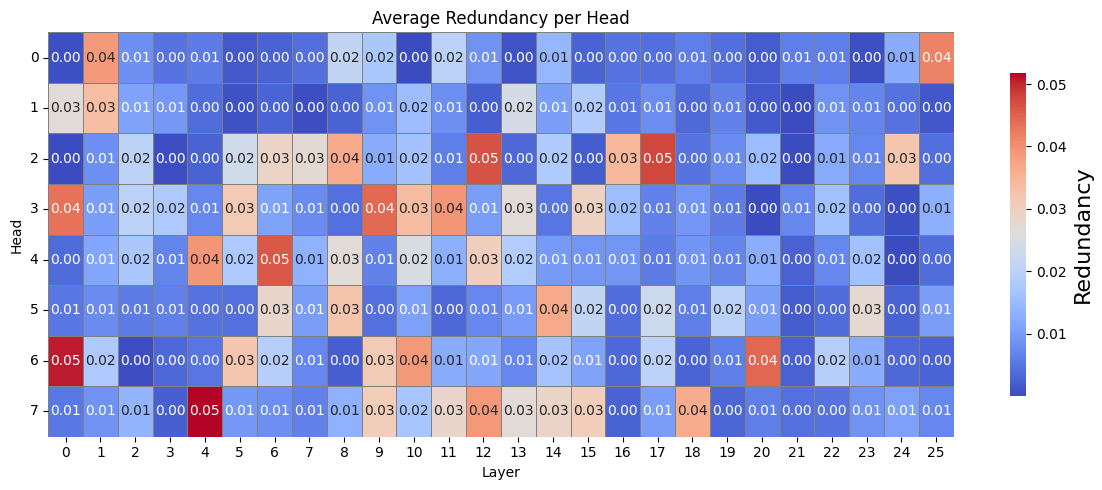 Average Redundancy per Head
0 0.00 0.04 0.01 0.00 0.01 0.00 0.00 0.00 0.02 0.02 0.00 0.02 0.01 0.00 0.01 0.00 0.00 0.00 0.01 0.00 0.00 0.01 0.01 0.00 0.01 0.04
1 0.03 0.03 0.01 0.01 0.00 0.00 0.00 0.00 0.00 0.01 0.02 0.01 0.00 0.02 0.01 0.02 0.00 0.01 0.00 0.01 0.00 0.00 0.01 0.01 0.00 0.00
2 0.00 0.01 0.02 0.00 0.00 0.02 0.03 0.03 0.04 0.01 0.02 0.01 0.05 0.00 0.02 0.00 0.03 0.05 0.00 0.01 0.02 0.00 0.01 0.01 0.03 0.00
3 0.04 0.01 0.02 0.02 0.01 0.03 0.01 0.01 0.00 0.04 0.03 0.04 0.01 0.03 0.00 0.03 0.02 0.01 0.01 0.01 0.00 0.01 0.02 0.00 0.00 0.01
4 0.00 0.01 0.02 0.01 0.04 0.02 0.05 0.01 0.03 0.01 0.02 0.01 0.03 0.02 0.01 0.01 0.01 0.01 0.01 0.01 0.01 0.00 0.01 0.02 0.00 0.00
5 0.01 0.01 0.01 0.01 0.00 0.00 0.03 0.01 0.03 0.00 0.01 0.00 0.01 0.01 0.04 0.02 0.00 0.02 0.01 0.02 0.01 0.00 0.00 0.03 0.00 0.01
6 0.05 0.02 0.00 0.00 0.00 0.03 0.02 0.01 0.00 0.03 0.04 0.01 0.01 0.01 0.02 0.01 0.00 0.02 0.00 0.01 0.04 0.00 0.02 0.01 0.00 0.00
7 0.01 0.01 0.01 0.00 0.05 0.01 0.01 0.01 0.01 0.03 0.02 0.03 0.04 0.03 0.03 0.03 0.00 0.01 0.04 0.00 0.01 0.00 0.00 0.01 0.01 0.01
0 1 2 3 4 5 6 7 8 9 10 11 12 13 14 15 16 17 18 19 20 21 22 23 24 25
Layer
Head
0.05
0.04
0.03
0.02
0.01
Redundancy